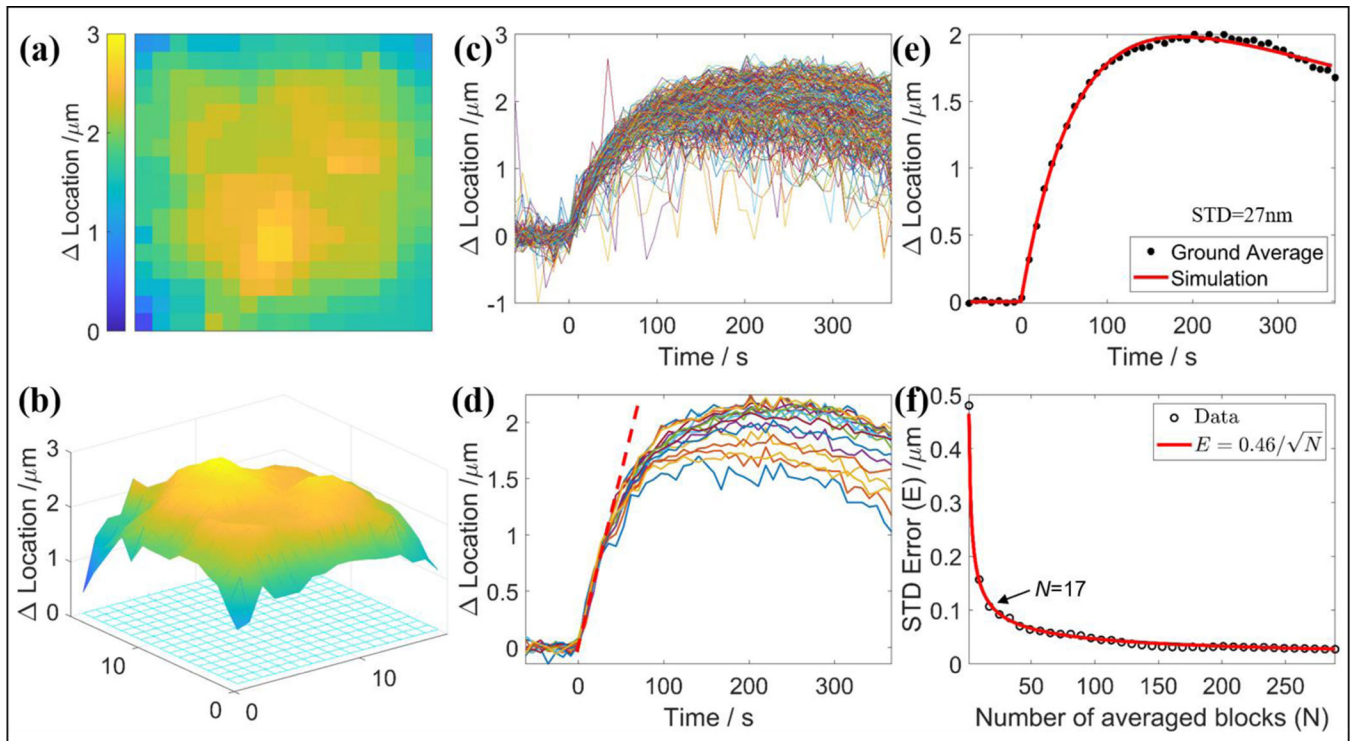 (a)
3
2
1
0
Δ Location /μm
(b)
3
2
1
0
Δ Location /μm
10
0
0
10
(c)
3
2
1
0
-1
Δ Location /μm
0 100 200 300
Time / s
(d)
2
1.5
1
0.5
0
Δ Location /μm
0 100 200 300
Time / s
(e)
2
1.5
1
0.5
0
Δ Location /μm
STD=27nm
Ground Average
Simulation
0 100 200 300
Time / s
(f)
0.5
0.4
0.3
0.2
0.1
0
STD Error (E) /μm
Data
E = 0.46/√N
N=17
50 100 150 200 250
Number of averaged blocks (N)